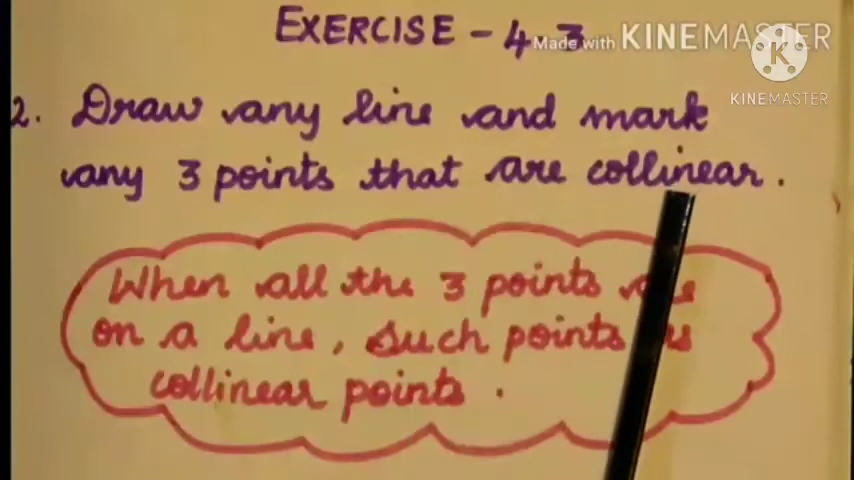 EXERCISE - 4.3
Made with KINEMASTER
K
KINEMASTER
2. Draw any line and mark
any 3 points that are collinear.
When all the 3 points
on a line, such points
collinear points.